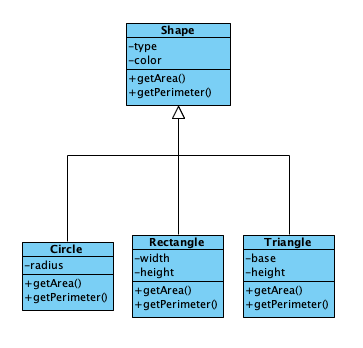 Shape
-type
-color
+getArea()
+getPerimeter()
Circle
-radius
+getArea()
+getPerimeter()
Rectangle
-width
-height
+getArea()
+getPerimeter()
Triangle
-base
-height
+getArea()
+getPerimeter()